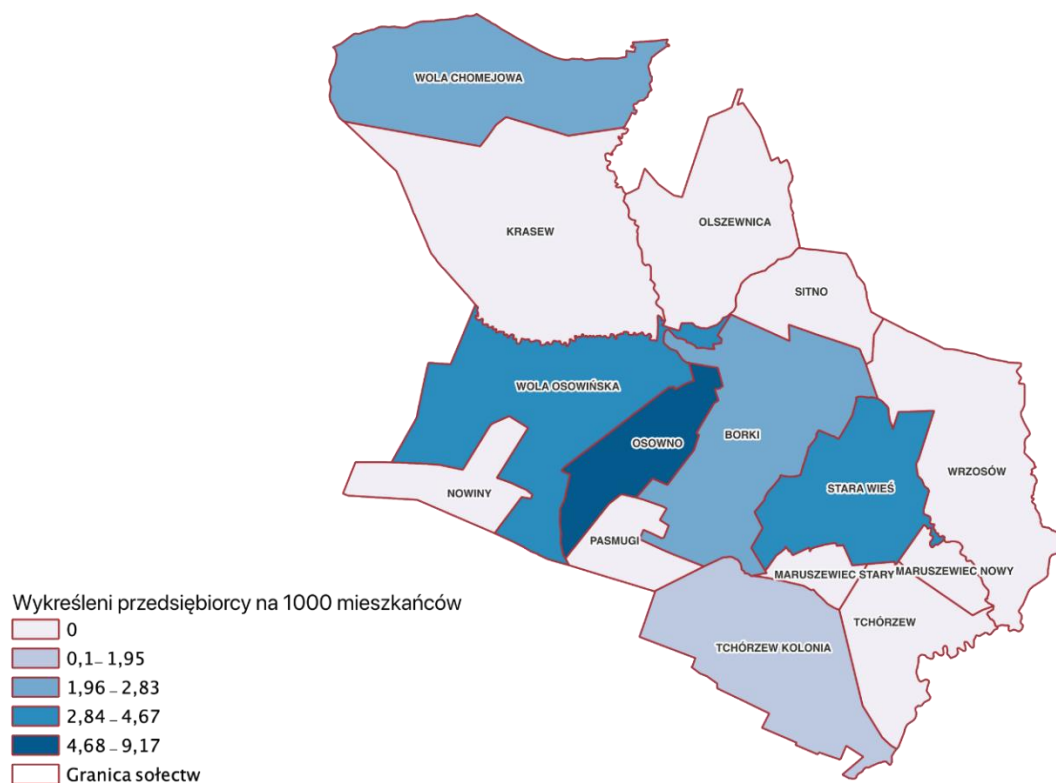 WOLA CHOMEJOWA
KRASEW
OLSZEWNICA
SITNO
WOLA OSOWIŃSKA
OSOWNO
BORKI
STARA WIEŚ
WRZOSÓW
NOWINY
PASMUGI
MARUSZEWIEC STARY
MARUSZEWIEC NOWY
TCHÓRZEW
TCHÓRZEW KOLONIA
Wykreśleni przedsiębiorcy na 1000 mieszkańców
0
0,1 – 1,95
1,96 – 2,83
2,84 – 4,67
4,68 – 9,17
Granica sołectw